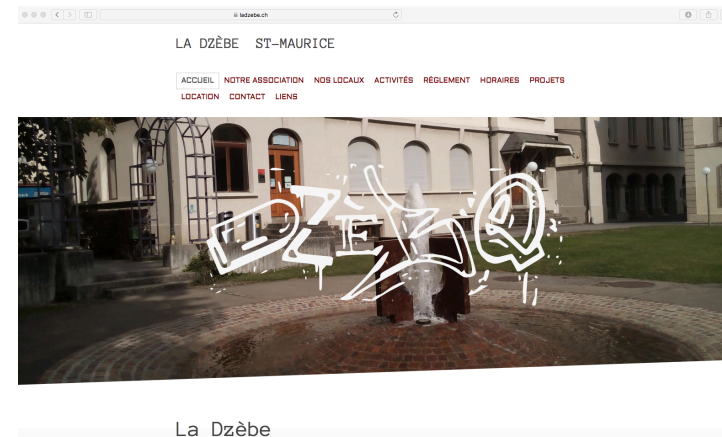 ladzebe.ch
LA DZÈBE ST-MAURICE
ACCUEIL NOTRE ASSOCIATION NOS LOCAUX ACTIVITÉS RÈGLEMENT HORAIRES PROJETS
LOCATION CONTACT LIENS
La Dzèbe